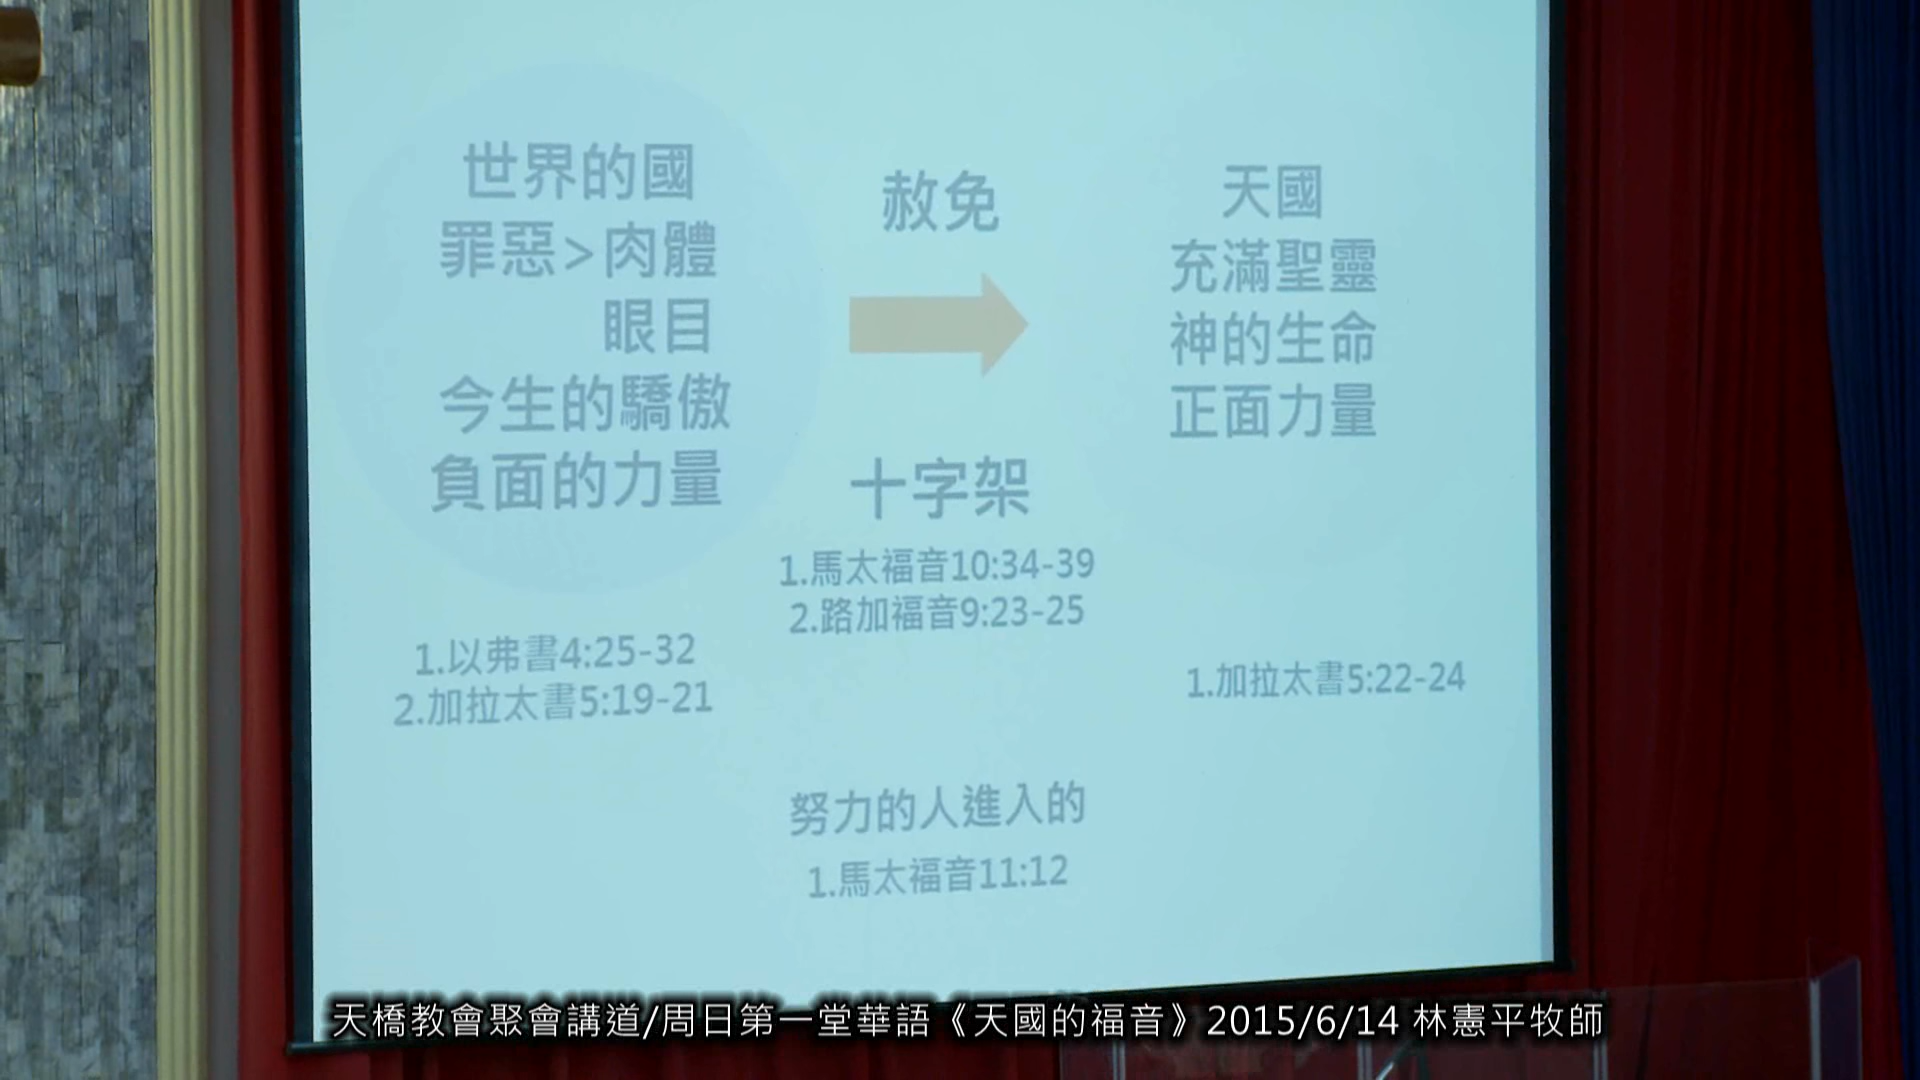 世界的國
罪惡>肉體
眼目
今生的驕傲
負面的力量
1.以弗書4:25-32
2.加拉太書5:19-21
赦免
十字架
1.馬太福音10:34-39
2.路加福音9:23-25
天國
充滿聖靈
神的生命
正面力量
1.加拉太書5:22-24
努力的人進入的
1.馬太福音11:12
天橋教會聚會講道/周日第一堂華語《天國的福音》2015/6/14 林憲平牧師